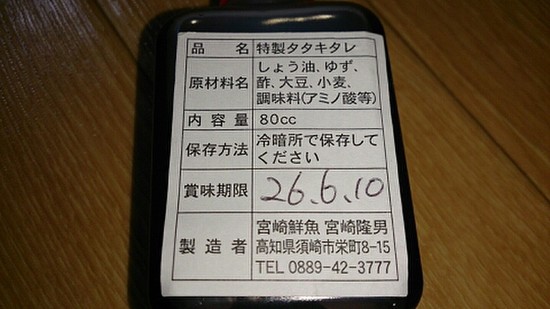 品名 特製タタキタレ
原材料名 しょう油、ゆず、
酢、大豆、小麦、
調味料(アミノ酸等)
内容量 80cc
保存方法 冷暗所で保存して
ください
賞味期限 26.6.10
製造者 宮崎鮮魚 宮崎隆男
高知県須崎市栄町8-15
TEL 0889-42-3777